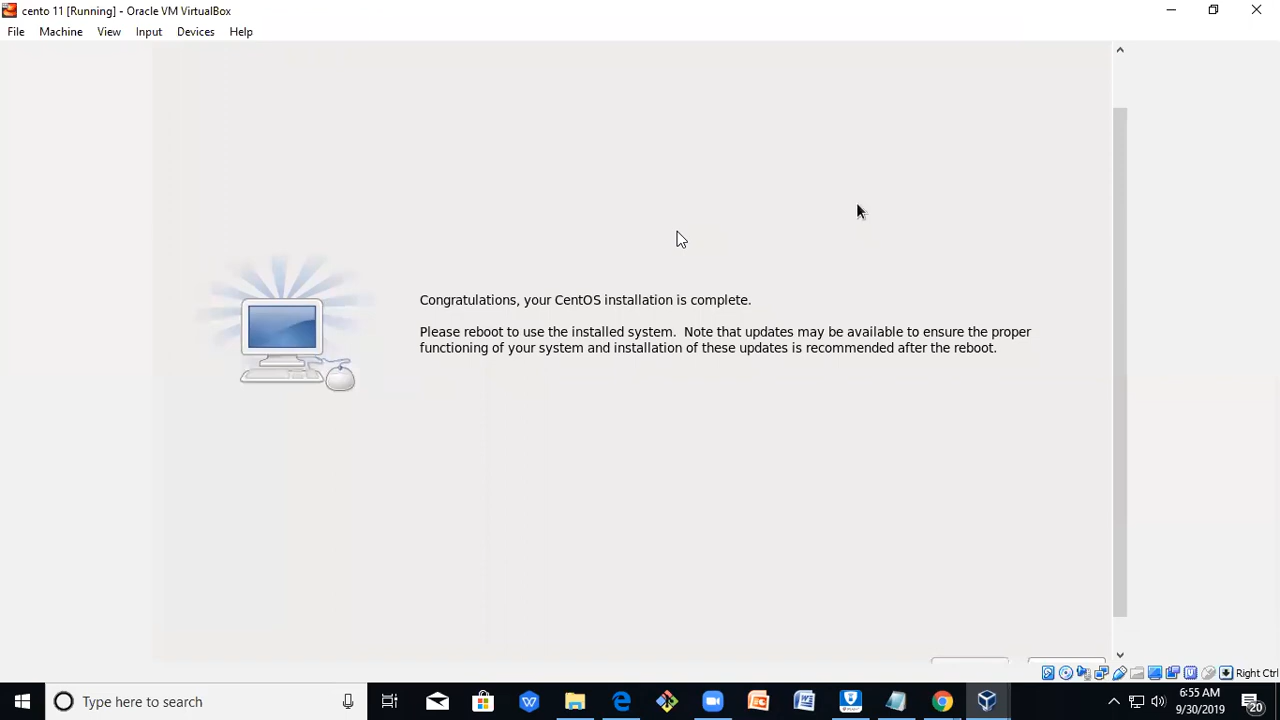 cento 11 [Running] - Oracle VM VirtualBox
File Machine View Input Devices Help
Congratulations, your CentOS installation is complete.
Please reboot to use the installed system. Note that updates may be available to ensure the proper
functioning of your system and installation of these updates is recommended after the reboot.
Right Ctrl
Type here to search
6:55 AM
9/30/2019
20